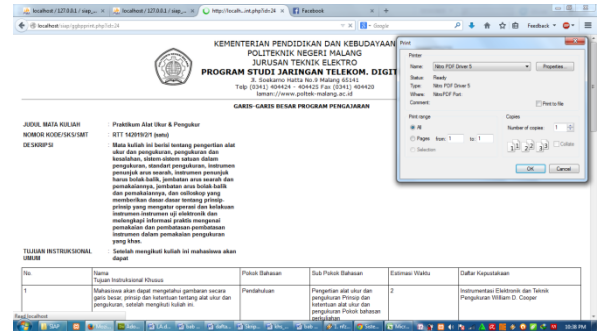 localhost / 127.0.0.1 / siap_...
localhost / 127.0.0.1 / siap_...
http://localh...int.php?id=24
Facebook
localhost/siap/gpbpprint.php?id=24
Google
Feedback
KEMENTERIAN PENDIDIKAN DAN KEBUDAYAAN
POLITEKNIK NEGERI MALANG
JURUSAN TEKNIK ELEKTRO
PROGRAM STUDI JARINGAN TELEKOM. DIGIT
Jl. Soekarno Hatta No.9 Malang 65141
Telp (0341) 404424 - 404425 Fax (0341) 404420
laman://www.poltek-malang.ac.id
GARIS-GARIS BESAR PROGRAM PENGAJARAN
JUDUL MATA KULIAH : Praktikum Alat Ukur & Pengukur
NOMOR KODE/SKS/SMT : RTT 142019/2/1 (satu)
DESKRIPSI : Mata kuliah ini berisi tentang pengertian alat
ukur dan pengukuran, pengukuran dan
kesalahan, sistem-sistem satuan dalam
pengukuran, standart pengukuran, instrumen
penunjuk arus searah, instrumen penunjuk
harus bolak-balik, jembatan arus searah dan
pemakaiannya, jembatan arus bolak-balik
dan pemakaiannya, dan osiloskop yang
memberikan dasar-dasar tentang prinsip-
prinsip yang mengatur operasi dan kelakuan
instrumen-instrumen uji elektronik dan
melengkapi informasi praktis mengenai
pemakaian dan pembatasan-pembatasan
instrumen dalam pemakaian pengukuran
yang khas.
TUJUAN INSTRUKSIONAL UMUM : Setelah mengikuti kuliah ini mahasiswa akan
dapat
No
Nama
Tujuan Instruksional Khusus
Pokok Bahasan
Sub Pokok Bahasan
Estimasi Waktu
Daftar Kepustakaan
1
Mahasiswa akan dapat mengetahui gambaran secara
garis besar, prinsip dan ketentuan tentang alat ukur dan
pengukuran, setelah mengikuti kuliah ini.
Pendahuluan
Pengertian alat ukur dan
pengukuran Prinsip dan
ketentuan alat ukur dan
pengukuran Pokok bahasan
perkuliahan
2
Instrumentasi Elektronik dan Teknik
Pengukuran William D. Cooper
Read localhost
Print
Printer
Name: Nitro PDF Driver 5
Properties...
Status: Ready
Type: Nitro PDF Driver 5
Where: NitroPDF Port:
Comment:
Print to file
Print range
All
Pages from: 1 to: 1
Selection
Copies
Number of copies: 1
Collate
OK
Cancel
SIAP
10:36 PM